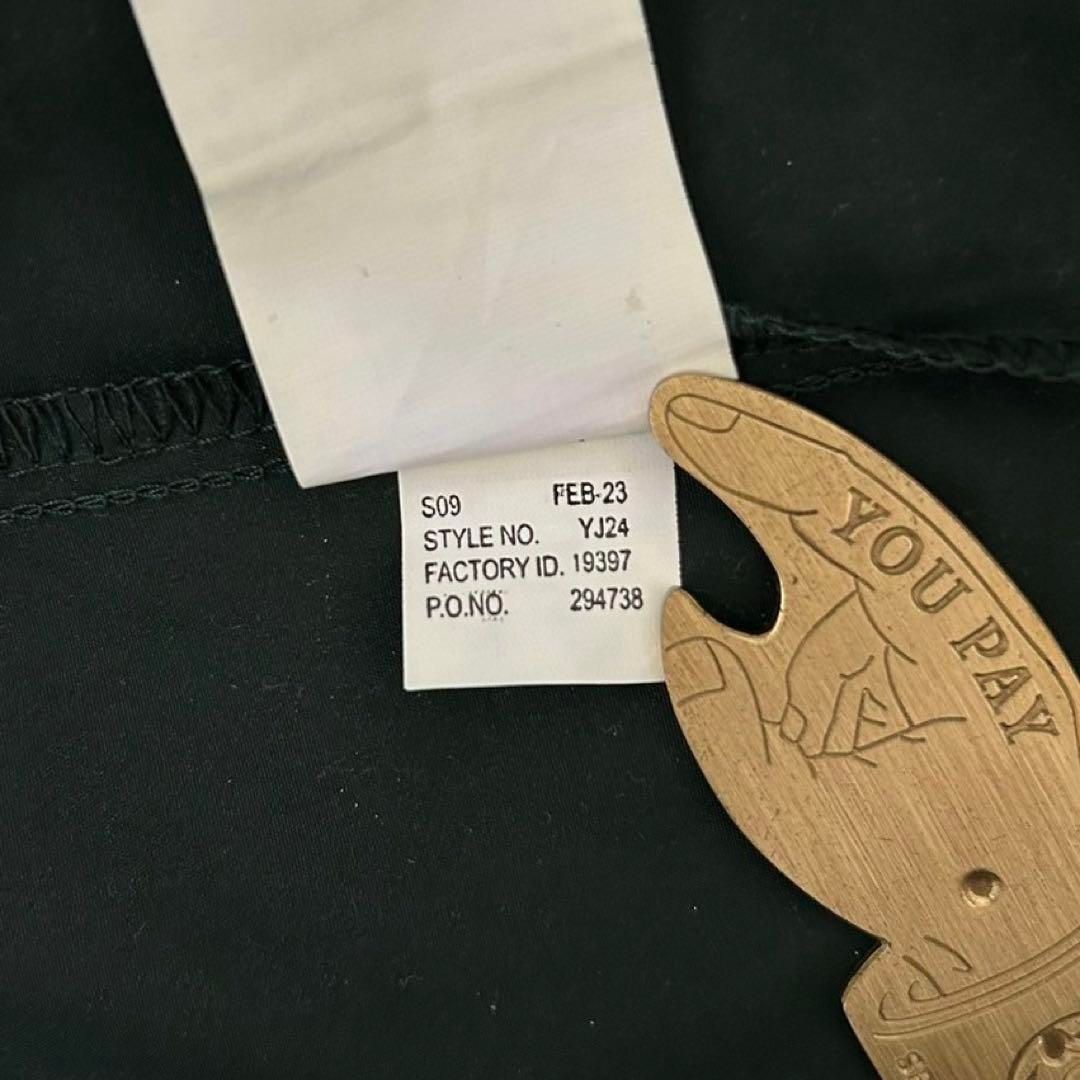 S09 FEB-23
STYLE NO. YJ24
FACTORY ID. 19397
P.O.NO. 294738
YOU PAY